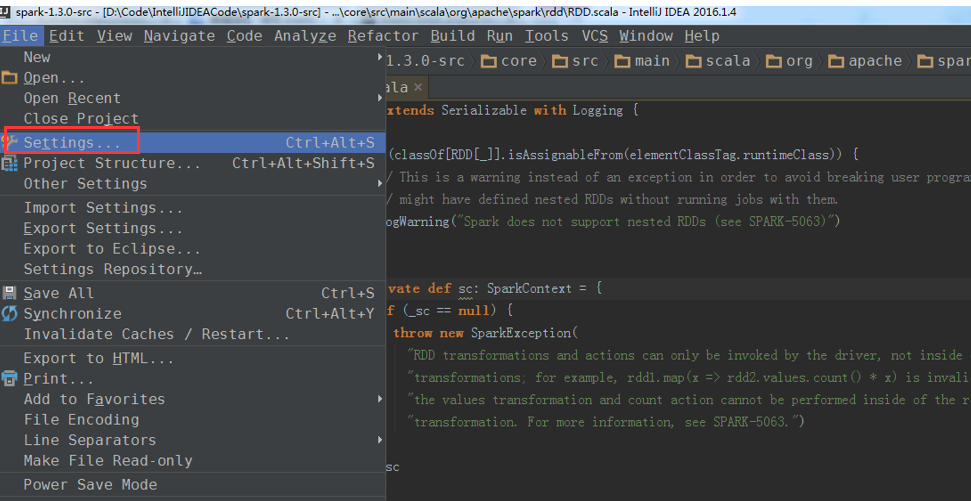 spark-1.3.0-src - [D:\Code\IntelliJIDEACode\spark-1.3.0-src] - ...\core\src\main\scala\org\apache\spark\rdd\RDD.scala - IntelliJ IDEA 2016.1.4
File Edit View Navigate Code Analyze Refactor Build Run Tools VCS Window Help
New
1.3.0-src core src main scala org apache spar
Open...
ala
Open Recent
xtends Serializable with Logging {
Close Project
Settings... Ctrl+Alt+S
(classOf[RDD[_]].isAssignableFrom(elementClassTag.runtimeClass)) {
Project Structure... Ctrl+Alt+Shift+S
/ This is a warning instead of an exception in order to avoid breaking user progra
Other Settings
/ might have defined nested RDDs without running jobs with them.
Import Settings...
ogWarning("Spark does not support nested RDDs (see SPARK-5063)")
Export Settings...
Export to Eclipse...
Settings Repository…
vate def sc: SparkContext = {
Save All Ctrl+S
f (_sc == null) {
Synchronize Ctrl+Alt+Y
throw new SparkException(
Invalidate Caches / Restart...
"RDD transformations and actions can only be invoked by the driver, not inside
Export to HTML...
"transformations; for example, rdd1.map(x => rdd2.values.count() * x) is invali
Print...
"the values transformation and count action cannot be performed inside of the r
Add to Favorites
"transformation. For more information, see SPARK-5063.")
File Encoding
Line Separators
Make File Read-only
sc
Power Save Mode